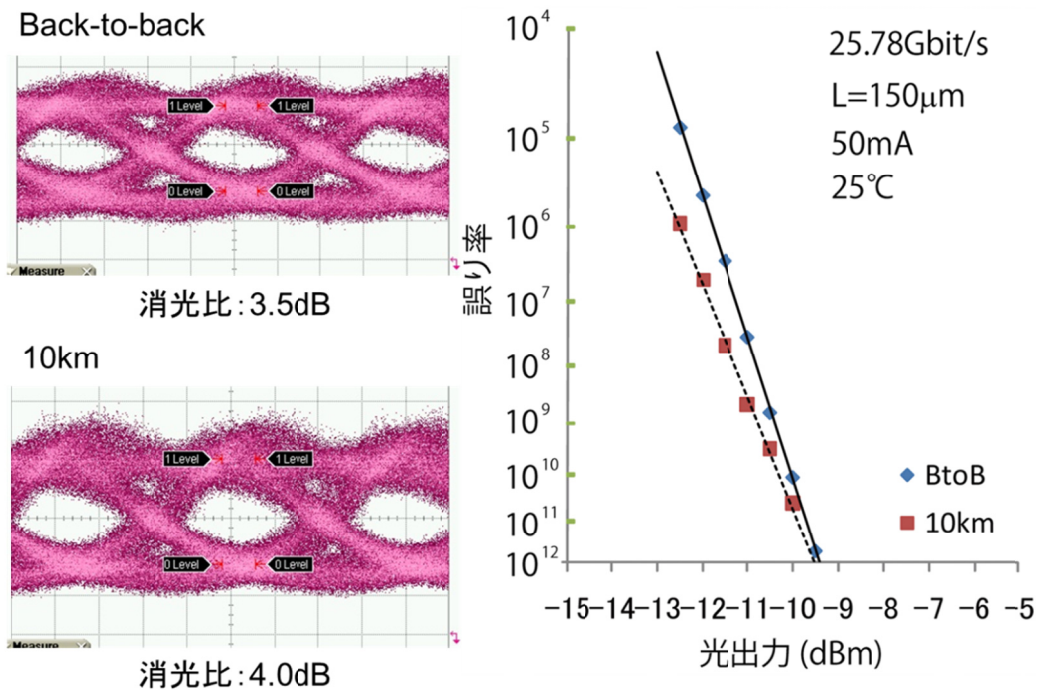 Back-to-back
1 Level 1 Level
0 Level 0 Level
Measure
消光比:3.5dB
10km
1 Level 1 Level
0 Level 0 Level
Measure
消光比:4.0dB
25.78Gbit/s
L=150μm
50mA
25℃
誤り率
10⁴
10⁵
10⁶
10⁷
10⁸
10⁹
10¹⁰
10¹¹
10¹²
BtoB
10km
-15 -14 -13 -12 -11 -10 -9 -8 -7 -6 -5
光出力 (dBm)